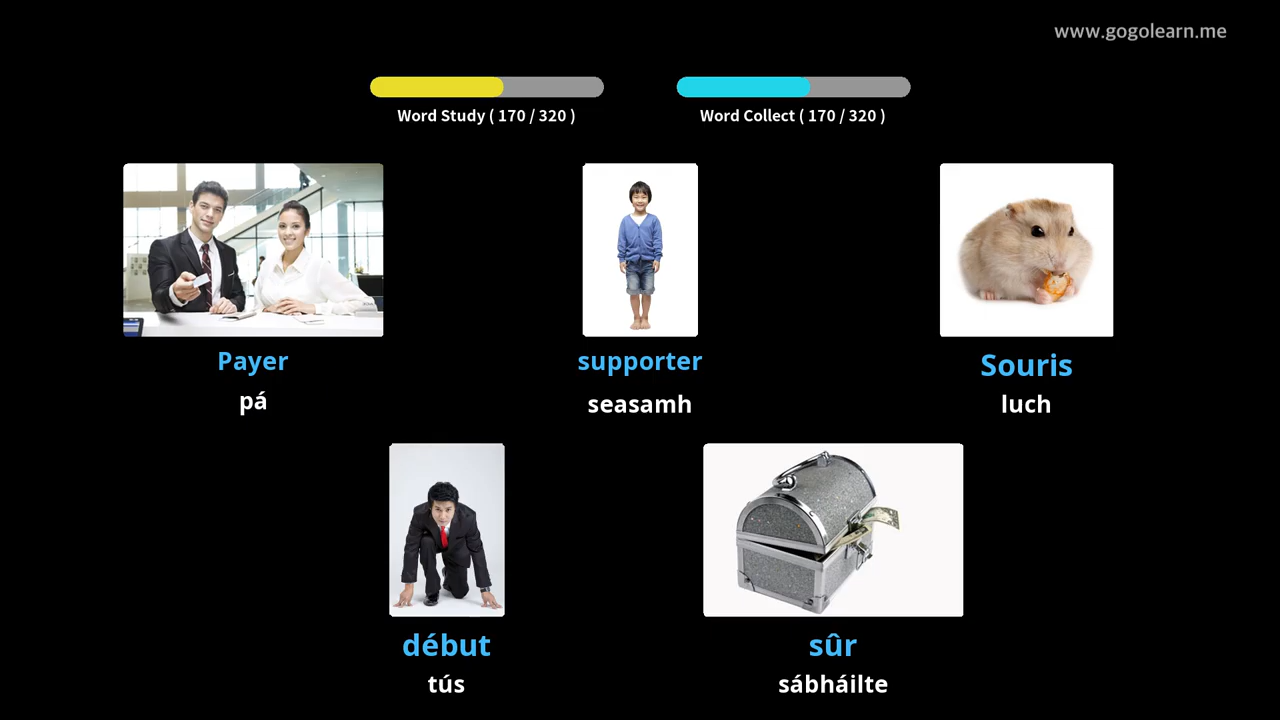 www.gogolearn.me
Word Study ( 170 / 320 )
Word Collect ( 170 / 320 )
Payer
pá
supporter
seasamh
Souris
luch
début
tús
sûr
sábháilte